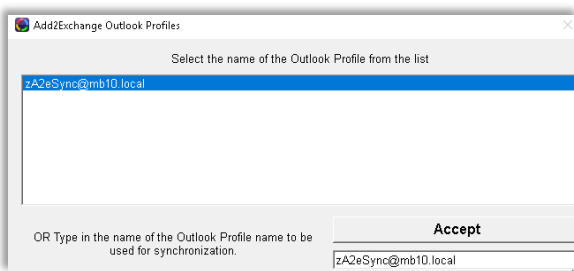 Add2Exchange Outlook Profiles
Select the name of the Outlook Profile from the list
zA2eSync@mb10.local
OR Type in the name of the Outlook Profile name to be
used for synchronization.
Accept
zA2eSync@mb10.local